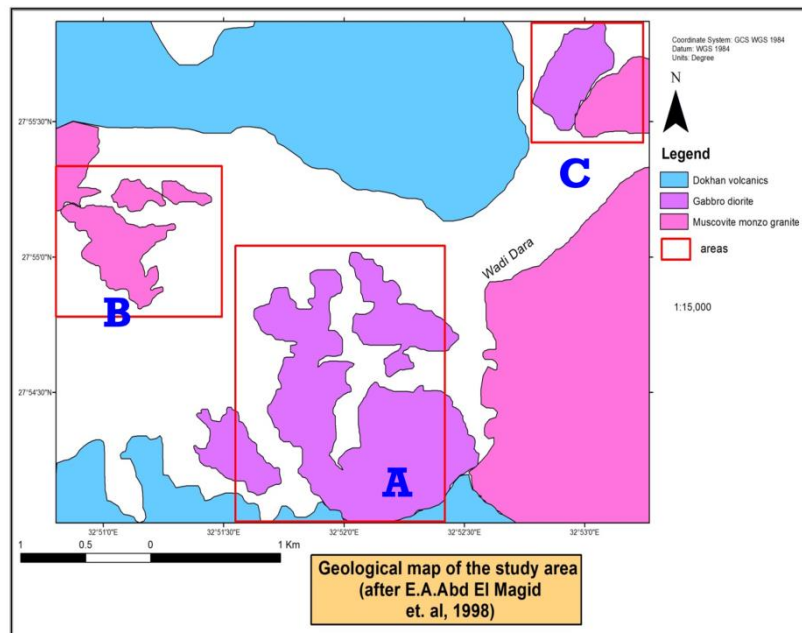 Coordinate System: GCS WGS 1984
Datum: WGS 1984
Units: Degree
N
Legend
Dokhan volcanics
Gabbro diorite
Muscovite monzo granite
areas
1:15,000
27°55'30"N
27°55'0"N
27°54'30"N
C
Wadi Dara
B
A
32°51'0"E
32°51'30"E
32°52'0"E
32°52'30"E
32°53'0"E
1
0.5
0
1 Km
Geological map of the study area
(after E.A.Abd El Magid
et. al, 1998)